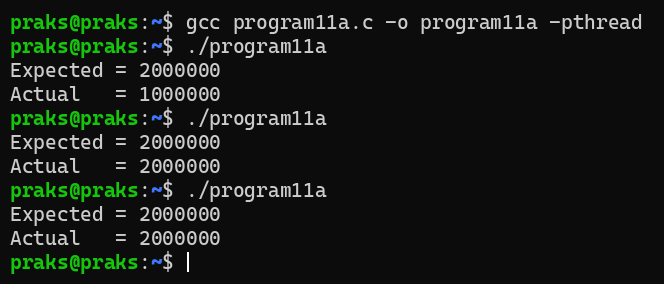 praks@praks:~$ gcc program11a.c -o program11a -pthread
praks@praks:~$ ./program11a
Expected = 2000000
Actual   = 1000000
praks@praks:~$ ./program11a
Expected = 2000000
Actual   = 2000000
praks@praks:~$ ./program11a
Expected = 2000000
Actual   = 2000000
praks@praks:~$